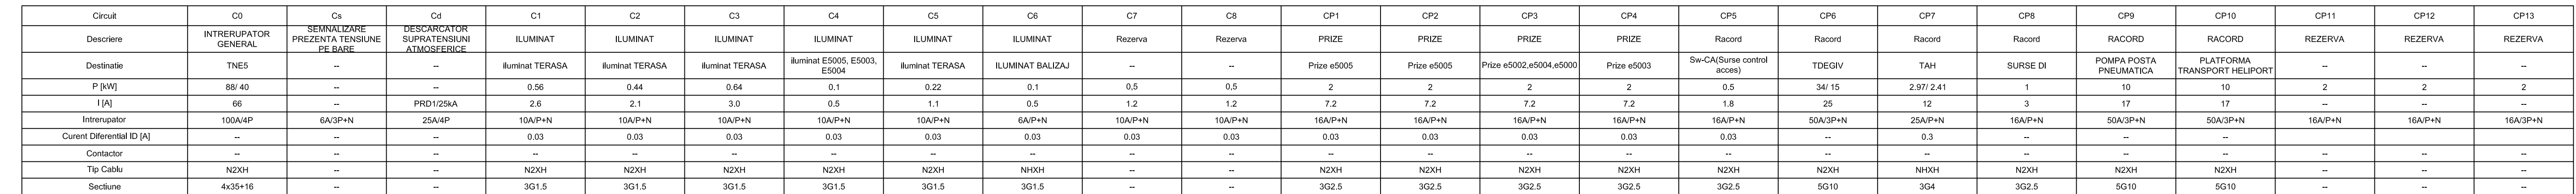 Circuit C0 Cs Cd C1 C2 C3 C4 C5 C6 C7 C8 CP1 CP2 CP3 CP4 CP5 CP6 CP7 CP8 CP9 CP10 CP11 CP12 CP13
Descriere INTRERUPATOR GENERAL SEMNALIZARE PREZENTA TENSIUNE PE BARE DESCARCATOR SUPRATENSIUNI ATMOSFERICE ILUMINAT ILUMINAT ILUMINAT ILUMINAT ILUMINAT ILUMINAT Rezerva Rezerva PRIZE PRIZE PRIZE PRIZE Racord Racord Racord Racord RACORD RACORD REZERVA REZERVA REZERVA
Destinatie TNE5 -- -- iluminat TERASA iluminat TERASA iluminat TERASA iluminat E5005, E5003, E5004 iluminat TERASA ILUMINAT BALIZAJ -- -- Prize e5005 Prize e5005 Prize e5002,e5004,e5000 Prize e5003 Sw-CA(Surse control acces) TDEGIV TAH SURSE DI POMPA POSTA PNEUMATICA PLATFORMA TRANSPORT HELIPORT -- -- --
P [kW] 88/ 40 -- -- 0.56 0.44 0.64 0.1 0.22 0.1 0,5 0,5 2 2 2 2 0.5 34/ 15 2.97/ 2.41 1 10 10 2 2 2
I [A] 66 -- PRD1/25kA 2.6 2.1 3.0 0.5 1.1 0.5 1.2 1.2 7.2 7.2 7.2 7.2 1.8 25 12 3 17 17 -- -- --
Intrerupator 100A/4P 6A/3P+N 25A/4P 10A/P+N 10A/P+N 10A/P+N 10A/P+N 10A/P+N 6A/P+N 10A/P+N 10A/P+N 16A/P+N 16A/P+N 16A/P+N 16A/P+N 16A/P+N 50A/3P+N 25A/P+N 16A/P+N 50A/3P+N 50A/3P+N 16A/P+N 16A/P+N 16A/3P+N
Curent Diferential ID [A] -- -- -- 0.03 0.03 0.03 0.03 0.03 0.03 0.03 0.03 0.03 0.03 0.03 0.03 0.03 -- 0.3 -- -- --
Contactor -- -- -- -- -- -- -- -- -- -- -- -- -- -- -- -- -- -- -- -- -- -- -- --
Tip Cablu N2XH -- -- N2XH N2XH N2XH N2XH N2XH NHXH -- -- N2XH N2XH N2XH N2XH N2XH N2XH NHXH N2XH N2XH N2XH -- -- --
Sectiune 4x35+16 -- -- 3G1.5 3G1.5 3G1.5 3G1.5 3G1.5 3G1.5 -- -- 3G2.5 3G2.5 3G2.5 3G2.5 3G2.5 5G10 3G4 3G2.5 5G10 5G10 -- -- --